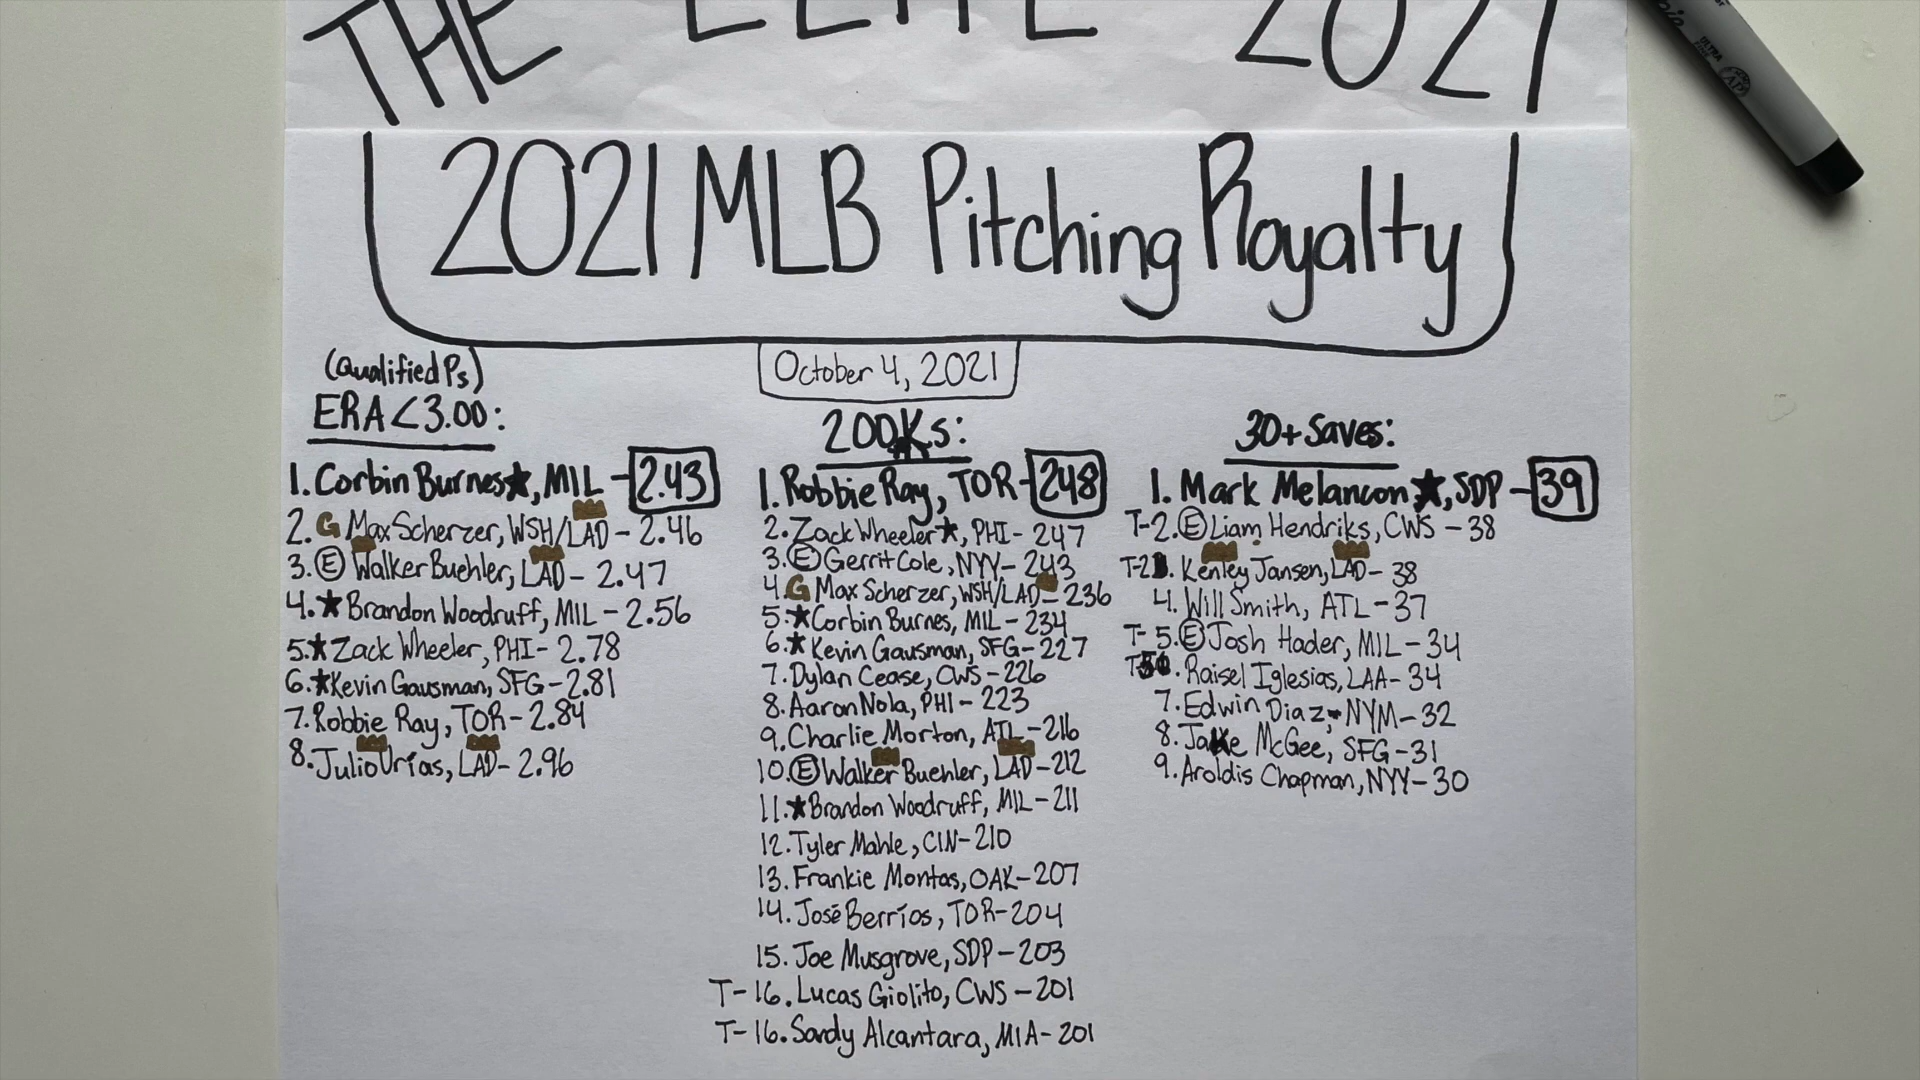 THE ELITE 2021
2021 MLB Pitching Royalty
October 4, 2021
(Qualified Ps)
ERA<3.00:
1. Corbin Burnes★, MIL - 2.43
2. G Max Scherzer, WSH/LAD - 2.46
3. Ⓔ Walker Buehler, LAD - 2.47
4. ★ Brandon Woodruff, MIL - 2.56
5. ★ Zack Wheeler, PHI - 2.78
6. ★ Kevin Gausman, SFG - 2.81
7. Robbie Ray, TOR - 2.84
8. Julio Urías, LAD - 2.96
200Ks:
1. Robbie Ray, TOR - 248
2. Zack Wheeler★, PHI - 247
3. Ⓔ Gerrit Cole, NYY - 243
4. G Max Scherzer, WSH/LAD - 236
5. ★ Corbin Burnes, MIL - 234
6. ★ Kevin Gausman, SFG - 227
7. Dylan Cease, CWS - 226
8. Aaron Nola, PHI - 223
9. Charlie Morton, ATL - 216
10. Ⓔ Walker Buehler, LAD - 212
11. ★ Brandon Woodruff, MIL - 211
12. Tyler Mahle, CIN - 210
13. Frankie Montas, OAK - 207
14. José Berríos, TOR - 204
15. Joe Musgrove, SDP - 203
T-16. Lucas Giolito, CWS - 201
T-16. Sandy Alcantara, MIA - 201
30+ Saves:
1. Mark Melancon★, SDP - 39
T-2. Ⓔ Liam Hendriks, CWS - 38
T-2. Kenley Jansen, LAD - 38
4. Will Smith, ATL - 37
T-5. Ⓔ Josh Hader, MIL - 34
T-5. Raisel Iglesias, LAA - 34
7. Edwin Diaz, NYM - 32
8. Jake McGee, SFG - 31
9. Aroldis Chapman, NYY - 30
ULTRA
AP